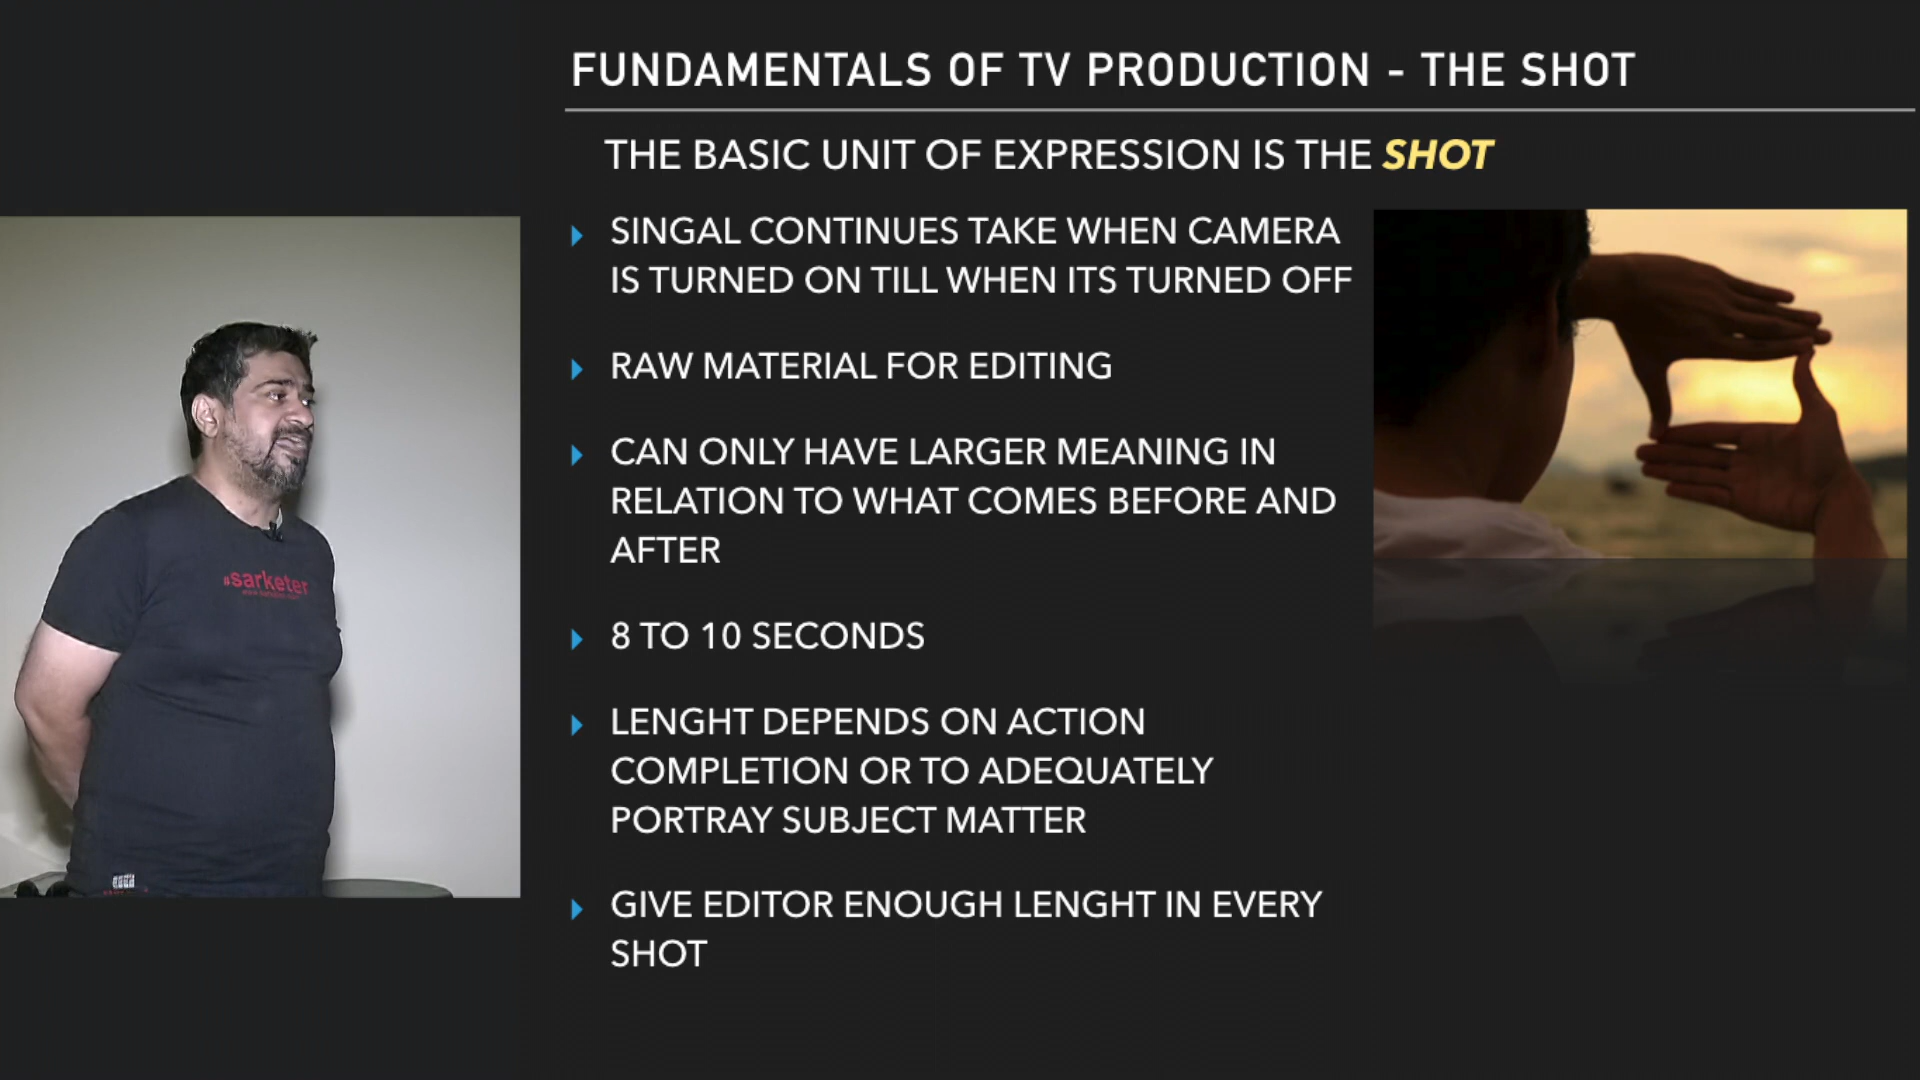 FUNDAMENTALS OF TV PRODUCTION - THE SHOT
THE BASIC UNIT OF EXPRESSION IS THE SHOT
SINGAL CONTINUES TAKE WHEN CAMERA
IS TURNED ON TILL WHEN ITS TURNED OFF
RAW MATERIAL FOR EDITING
CAN ONLY HAVE LARGER MEANING IN
RELATION TO WHAT COMES BEFORE AND
AFTER
8 TO 10 SECONDS
LENGHT DEPENDS ON ACTION
COMPLETION OR TO ADEQUATELY
PORTRAY SUBJECT MATTER
GIVE EDITOR ENOUGH LENGHT IN EVERY
SHOT
#sarketer